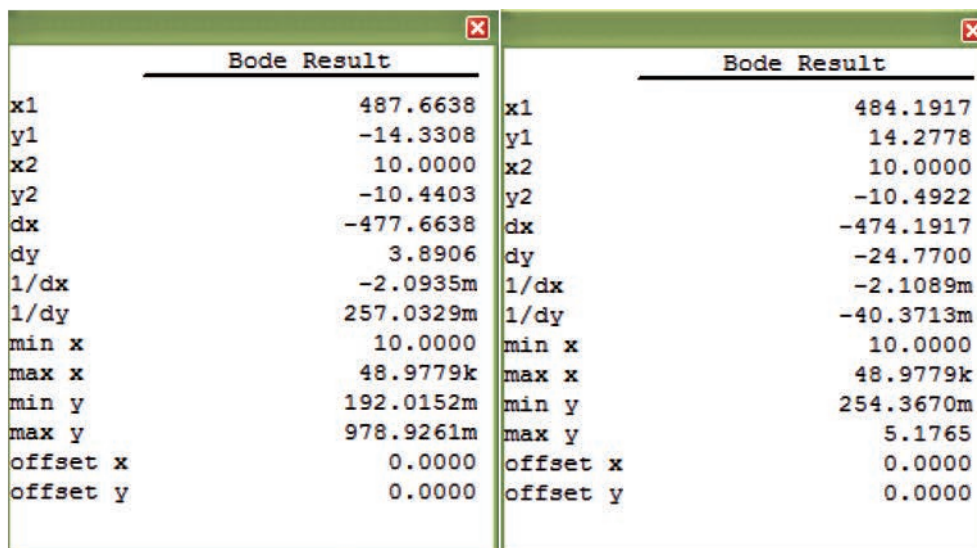 Bode Result
x1 487.6638
y1 -14.3308
x2 10.0000
y2 -10.4403
dx -477.6638
dy 3.8906
1/dx -2.0935m
1/dy 257.0329m
min x 10.0000
max x 48.9779k
min y 192.0152m
max y 978.9261m
offset x 0.0000
offset y 0.0000
Bode Result
x1 484.1917
y1 14.2778
x2 10.0000
y2 -10.4922
dx -474.1917
dy -24.7700
1/dx -2.1089m
1/dy -40.3713m
min x 10.0000
max x 48.9779k
min y 254.3670m
max y 5.1765
offset x 0.0000
offset y 0.0000